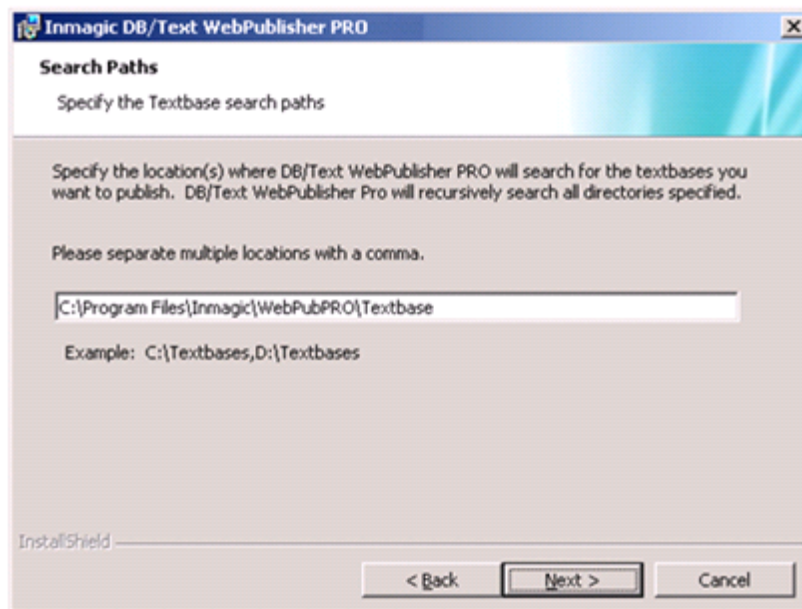 Inmagic DB/Text WebPublisher PRO
Search Paths
Specify the Textbase search paths
Specify the location(s) where DB/Text WebPublisher PRO will search for the textbases you
want to publish.  DB/Text WebPublisher Pro will recursively search all directories specified.
Please separate multiple locations with a comma.
C:\Program Files\Inmagic\WebPubPRO\Textbase
Example:  C:\Textbases,D:\Textbases
InstallShield
< Back
Next >
Cancel